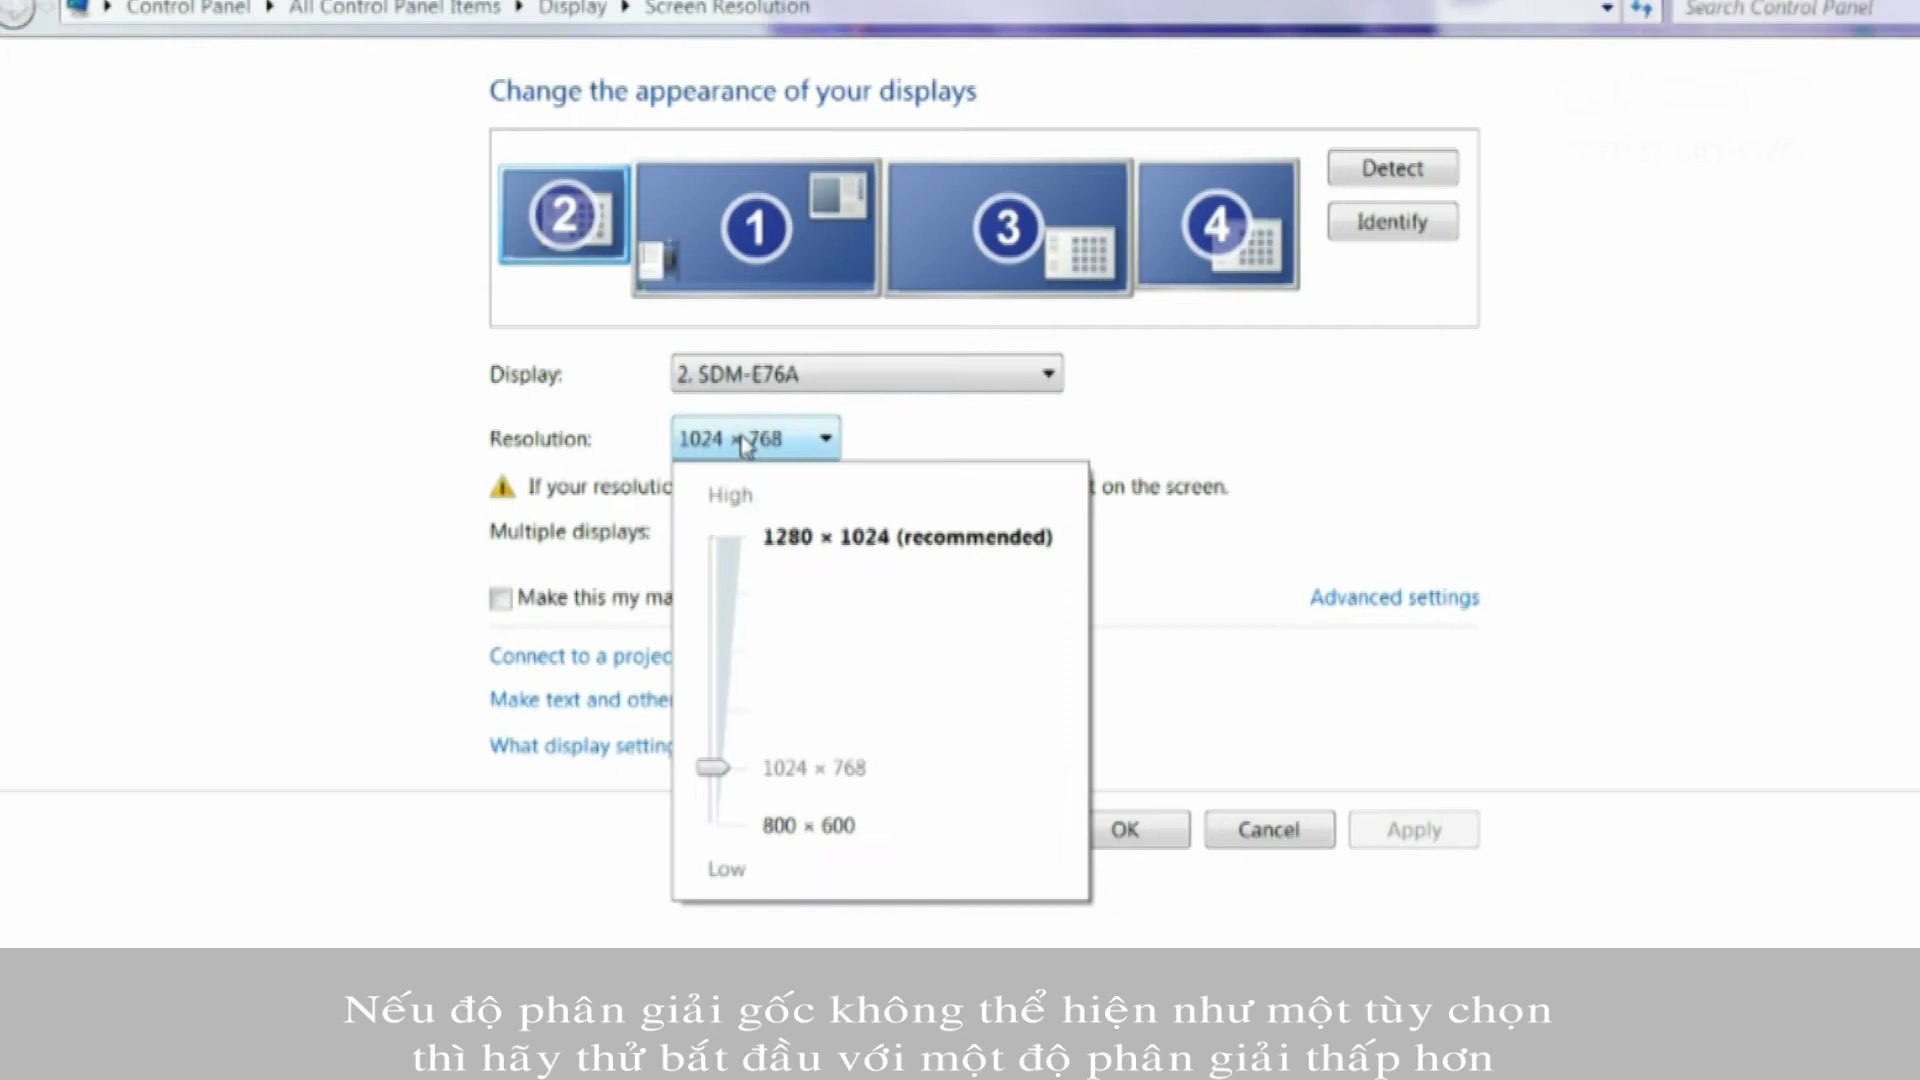 Control Panel All Control Panel Items Display Screen Resolution
Search Control Panel
Change the appearance of your displays
2
1
3
4
Detect
Identify
Display:
2. SDM-E76A
Resolution:
1024 × 768
If your resolutio
t on the screen.
High
1280 × 1024 (recommended)
Multiple displays:
Make this my ma
Advanced settings
Connect to a projec
Make text and othe
What display setting
1024 × 768
800 × 600
Low
OK
Cancel
Apply
Nếu độ phân giải gốc không thể hiện như một tùy chọn
thì hãy thử bắt đầu với một độ phân giải thấp hơn